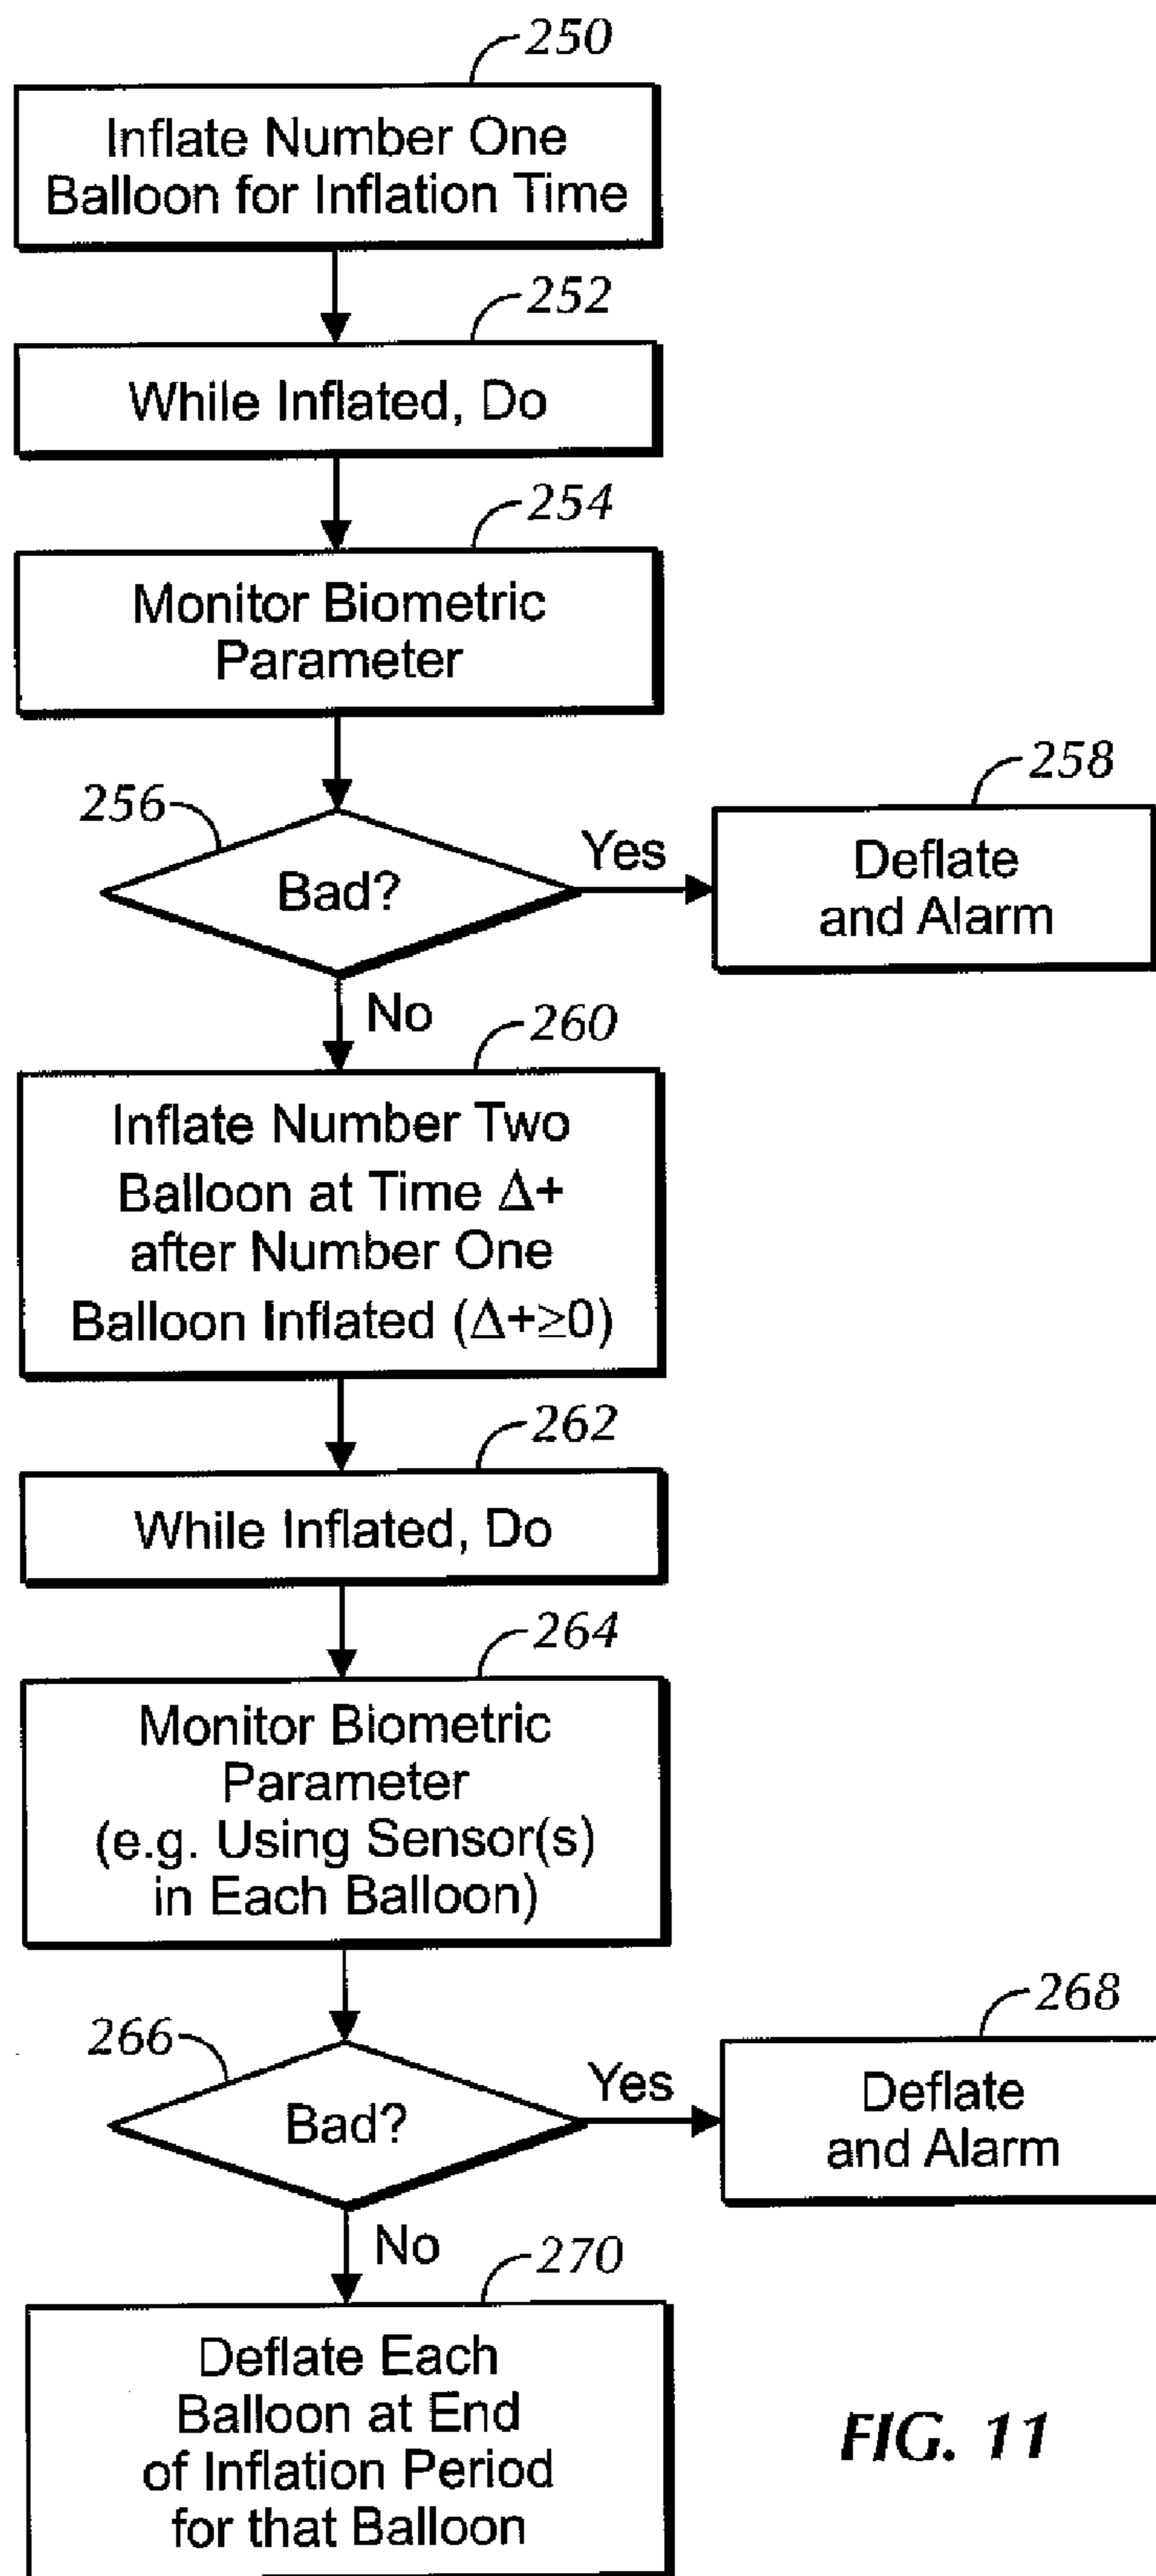 250
Inflate Number One
Balloon for Inflation Time
252
While Inflated, Do
254
Monitor Biometric
Parameter
256
Bad?
Yes
258
Deflate
and Alarm
No
260
Inflate Number Two
Balloon at Time Δ+
after Number One
Balloon Inflated (Δ+≥0)
262
While Inflated, Do
264
Monitor Biometric
Parameter
(e.g. Using Sensor(s)
in Each Balloon)
266
Bad?
Yes
268
Deflate
and Alarm
No
270
Deflate Each
Balloon at End
of Inflation Period
for that Balloon
FIG. 11